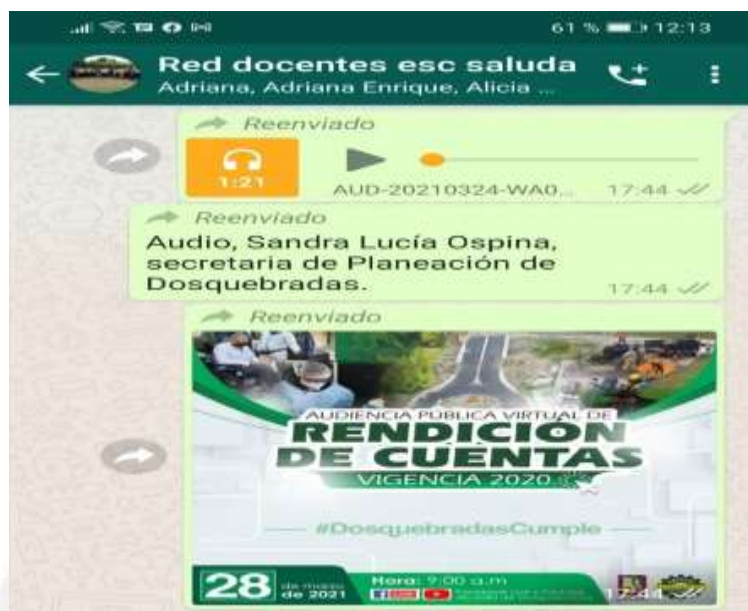 61 % 12:13
Red docentes esc saluda
Adriana, Adriana Enrique, Alicia ...
Reenviado
1:21
AUD-20210324-WA0... 17:44
Reenviado
Audio, Sandra Lucía Ospina,
secretaria de Planeación de
Dosquebradas.
17:44
Reenviado
AUDIENCIA PÚBLICA VIRTUAL DE
RENDICIÓN
DE CUENTAS
VIGENCIA 2020
#DosquebradasCumple
28 de marzo
de 2021
Hora: 9:00 a.m
17:44